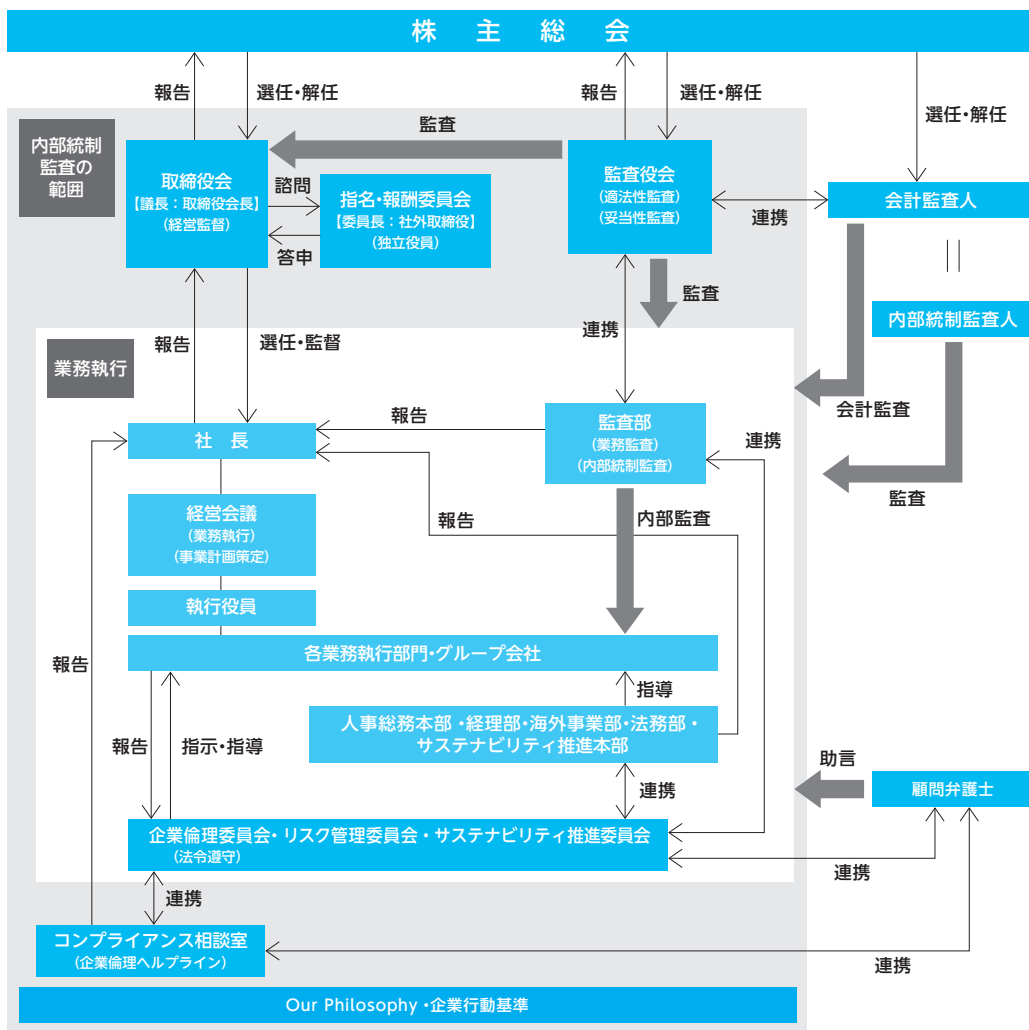 株主総会
報告
選任・解任
報告
選任・解任
選任・解任
内部統制
監査の
範囲
監査
取締役会
【議長：取締役会長】
(経営監督)
諮問
答申
指名・報酬委員会
【委員長：社外取締役】
(独立役員)
監査役会
(適法性監査)
(妥当性監査)
連携
会計監査人
監査
内部統制監査人
報告
選任・監督
連携
業務執行
会計監査
監査
社　長
報告
監査部
(業務監査)
(内部統制監査)
連携
経営会議
(業務執行)
(事業計画策定)
報告
内部監査
執行役員
各業務執行部門・グループ会社
報告
指導
人事総務本部・経理部・海外事業部・法務部・
サステナビリティ推進本部
報告
指示・指導
連携
助言
顧問弁護士
企業倫理委員会・リスク管理委員会・サステナビリティ推進委員会
(法令遵守)
連携
連携
コンプライアンス相談室
(企業倫理ヘルプライン)
連携
Our Philosophy・企業行動基準